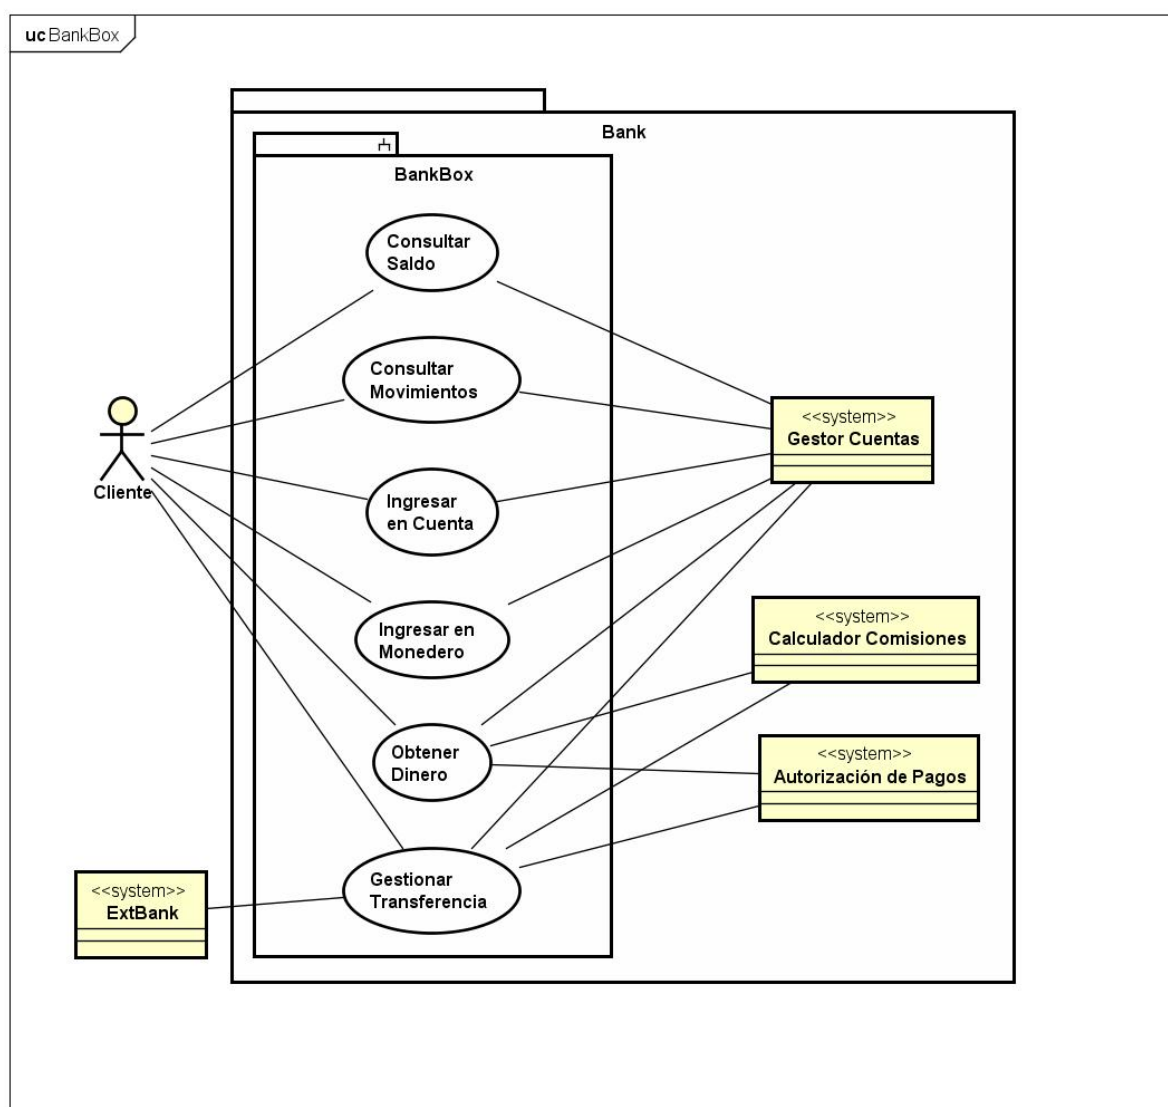 uc BankBox
Bank
BankBox
Consultar
Saldo
Consultar
Movimientos
<<system>>
Gestor Cuentas
Cliente
Ingresar
en Cuenta
Ingresar en
Monedero
<<system>>
Calculador Comisiones
Obtener
Dinero
<<system>>
Autorización de Pagos
Gestionar
Transferencia
<<system>>
ExtBank